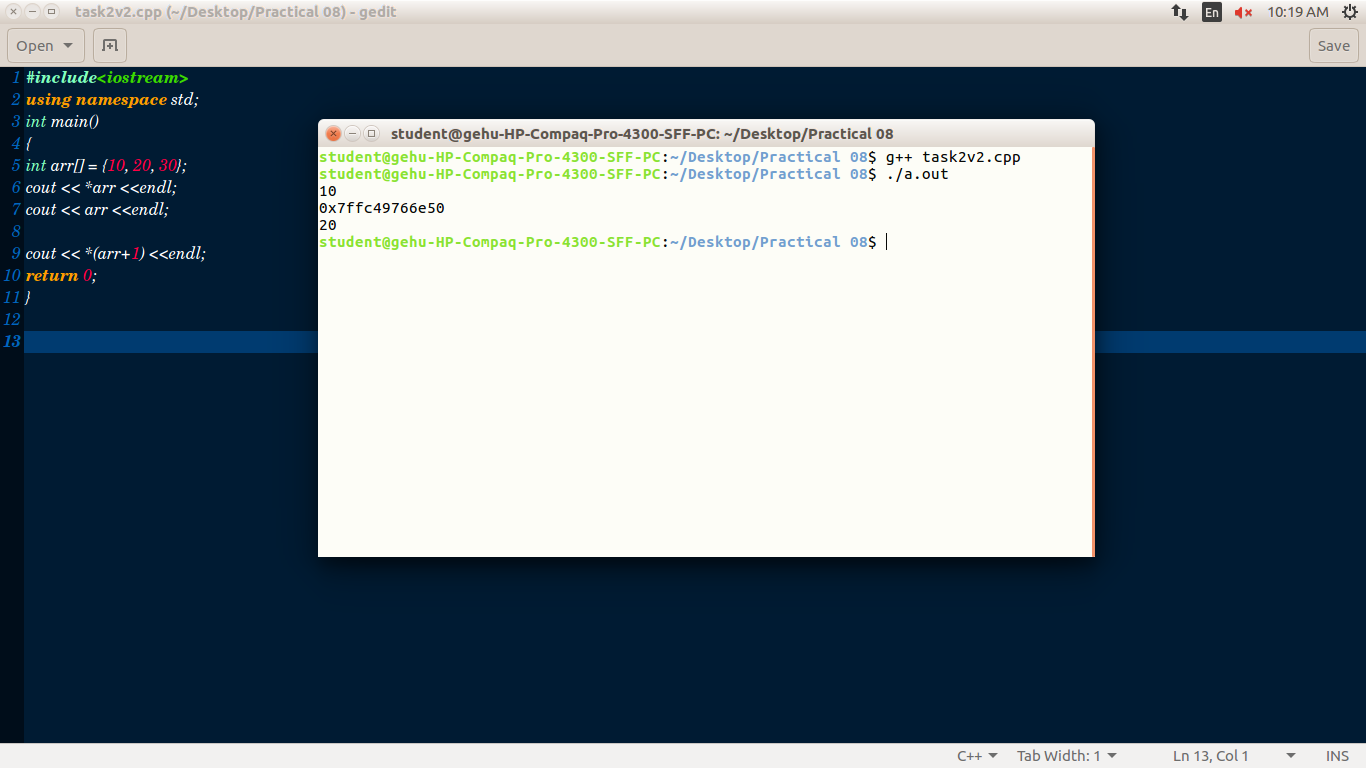 task2v2.cpp (~/Desktop/Practical 08) - gedit
En
10:19 AM
Open
Save
1 #include<iostream>
2 using namespace std;
3 int main()
4 {
5 int arr[] = {10, 20, 30};
6 cout << *arr <<endl;
7 cout << arr <<endl;
8
9 cout << *(arr+1) <<endl;
10 return 0;
11 }
12
13
student@gehu-HP-Compaq-Pro-4300-SFF-PC: ~/Desktop/Practical 08
student@gehu-HP-Compaq-Pro-4300-SFF-PC:~/Desktop/Practical 08$ g++ task2v2.cpp
student@gehu-HP-Compaq-Pro-4300-SFF-PC:~/Desktop/Practical 08$ ./a.out
10
0x7ffc49766e50
20
student@gehu-HP-Compaq-Pro-4300-SFF-PC:~/Desktop/Practical 08$
C++ Tab Width: 1 Ln 13, Col 1 INS